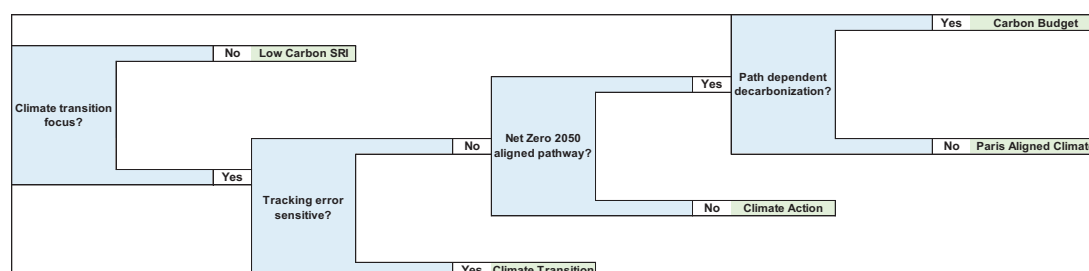 Yes Carbon Budget
No Low Carbon SRI
Path dependent
decarbonization?
Yes
Climate transition
focus?
Net Zero 2050
aligned pathway?
No
No Paris Aligned Climate
Yes
Tracking error
sensitive?
No Climate Action
Yes Climate Transition